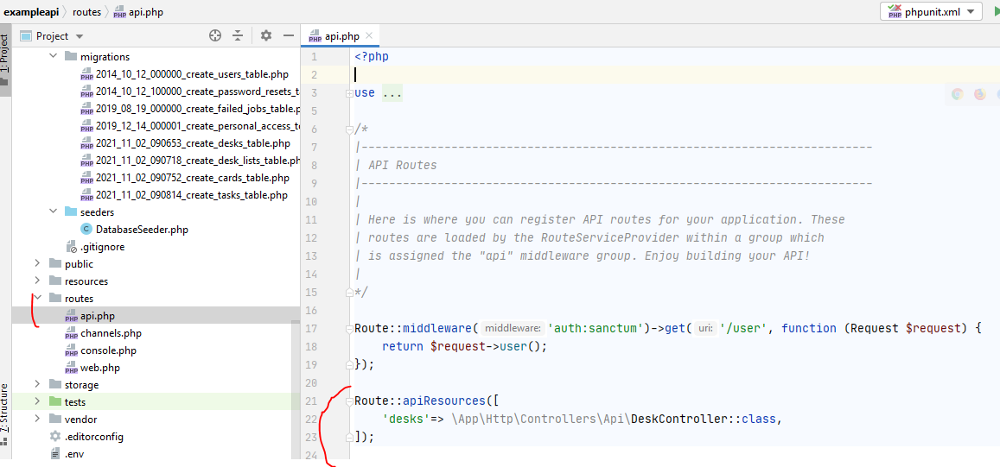 exampleapi routes api.php phpunit.xml
1: Project
Project
migrations
2014_10_12_000000_create_users_table.php
2014_10_12_100000_create_password_resets_t
2019_08_19_000000_create_failed_jobs_table.p
2019_12_14_000001_create_personal_access_to
2021_11_02_090653_create_desks_table.php
2021_11_02_090718_create_desk_lists_table.ph
2021_11_02_090752_create_cards_table.php
2021_11_02_090814_create_tasks_table.php
seeders
DatabaseSeeder.php
.gitignore
public
resources
routes
api.php
channels.php
console.php
web.php
storage
tests
vendor
.editorconfig
.env
7: Structure
api.php
1 <?php
2
3 use ...
5
6 /*
7 |--------------------------------------------------------------------------
8 | API Routes
9 |--------------------------------------------------------------------------
10 |
11 | Here is where you can register API routes for your application. These
12 | routes are loaded by the RouteServiceProvider within a group which
13 | is assigned the "api" middleware group. Enjoy building your API!
14 |
15 */
16
17 Route::middleware( middleware: 'auth:sanctum')->get( uri: '/user', function (Request $request) {
18 return $request->user();
19 });
20
21 Route::apiResources([
22 'desks'=> \App\Http\Controllers\Api\DeskController::class,
23 ]);
24